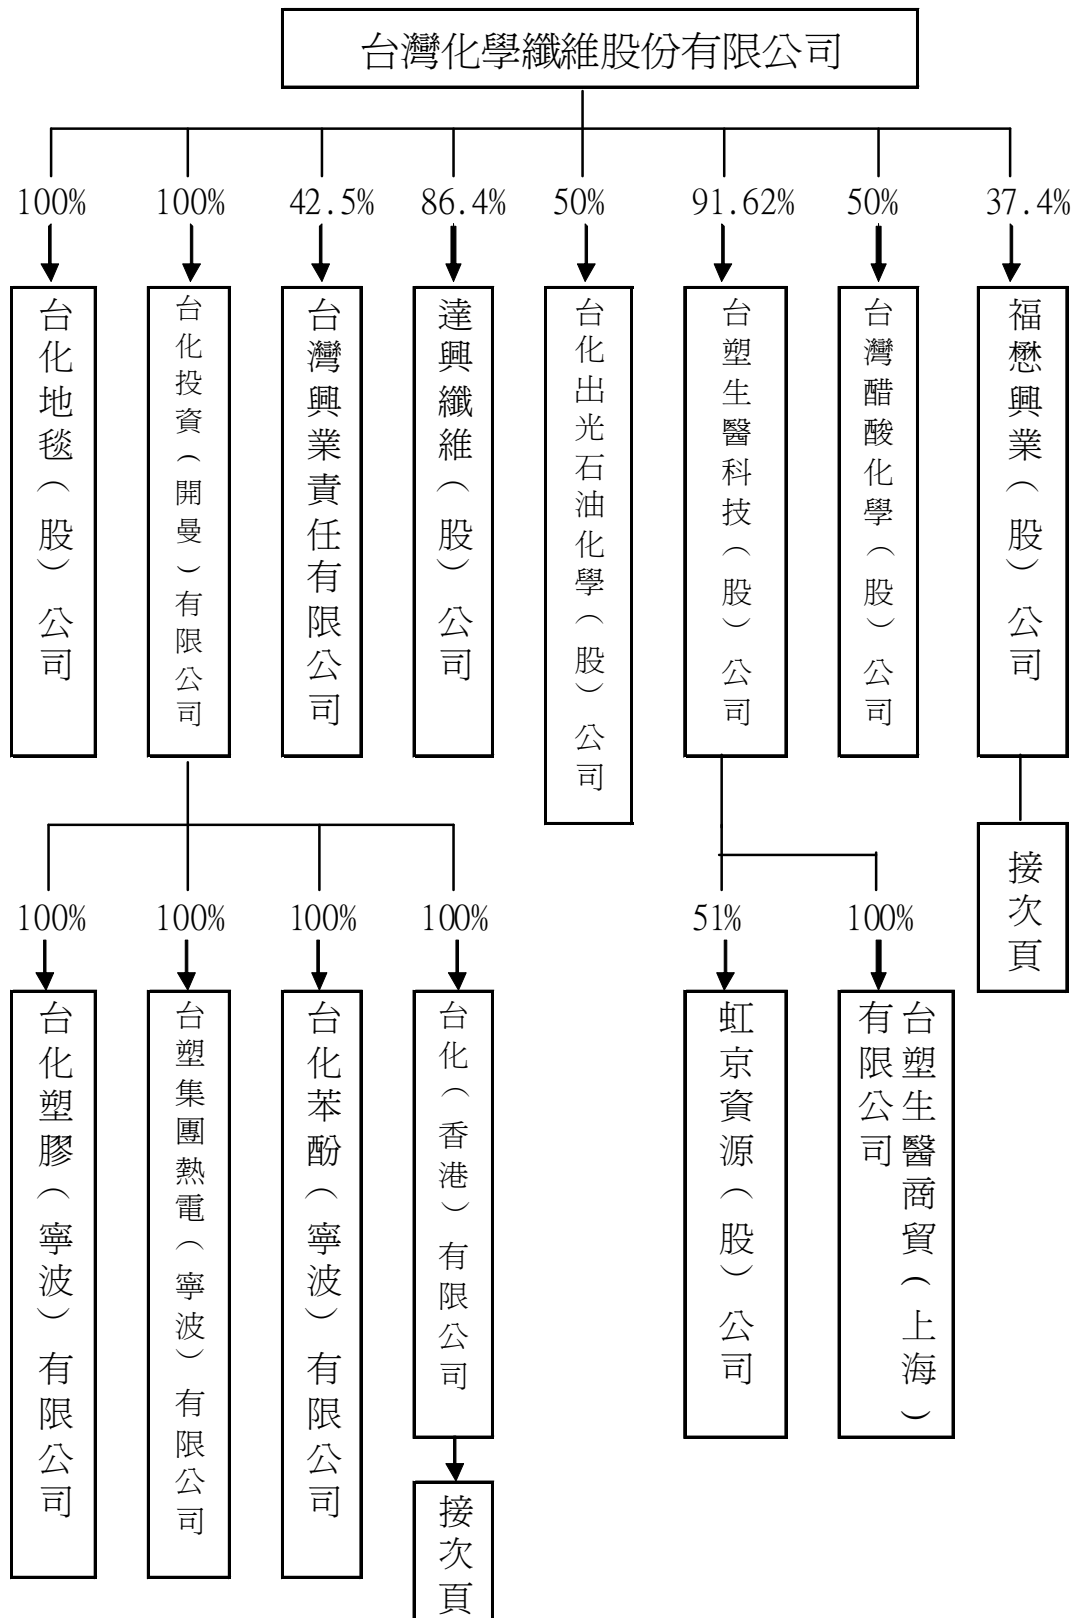 台灣化學纖維股份有限公司
100%
100%
42.5%
86.4%
50%
91.62%
50%
37.4%
台化地毯（股）公司
台化投資（開曼）有限公司
台灣興業責任有限公司
達興纖維（股）公司
台化出光石油化學（股）公司
台塑生醫科技（股）公司
台灣醋酸化學（股）公司
福懋興業（股）公司
100%
100%
100%
100%
51%
100%
接次頁
台化塑膠（寧波）有限公司
台塑集團熱電（寧波）有限公司
台化苯酚（寧波）有限公司
台化（香港）有限公司
虹京資源（股）公司
台塑生醫商貿（上海）
有限公司
接次頁